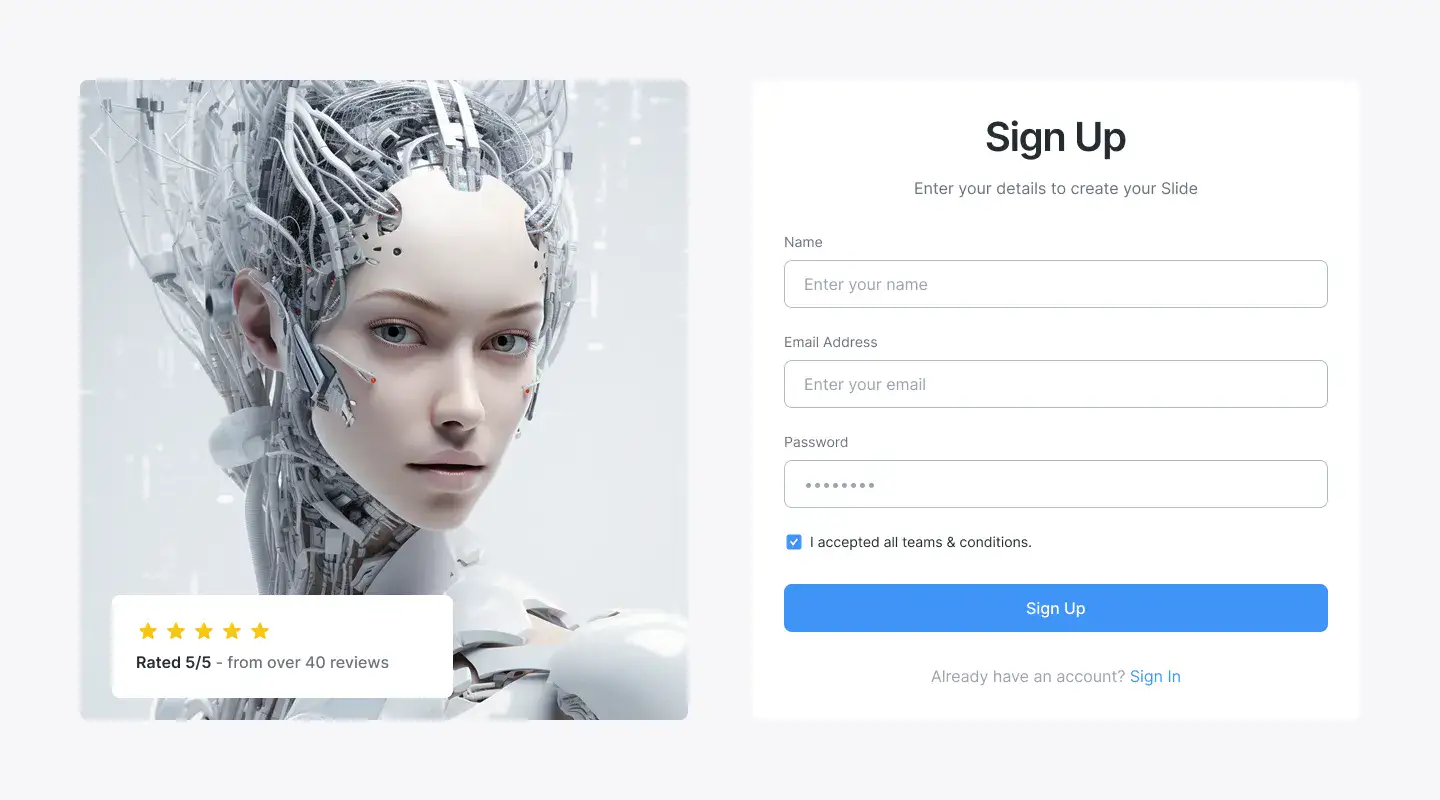 Rated 5/5 - from over 40 reviews
Sign Up
Enter your details to create your Slide
Name
Enter your name
Email Address
Enter your email
Password
I accepted all teams & conditions.
Sign Up
Already have an account? Sign In